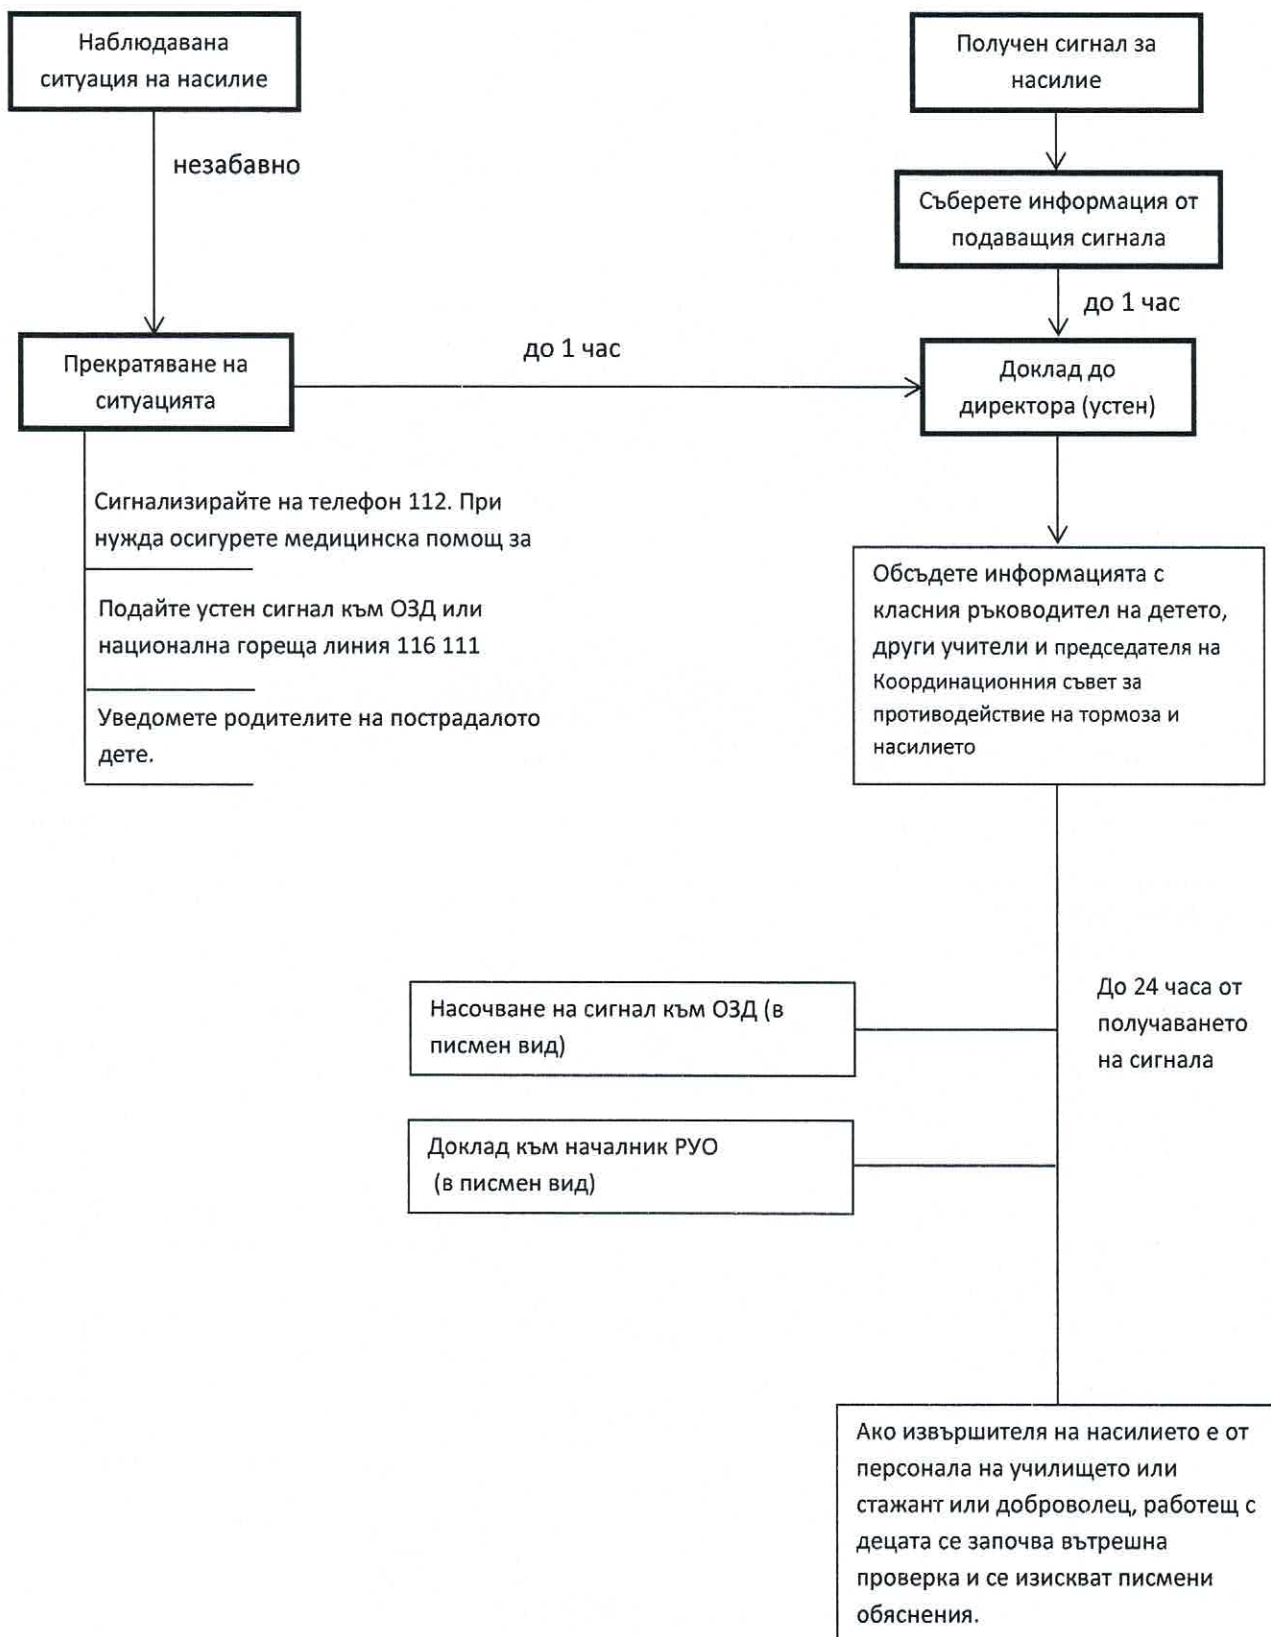 Наблюдавана
ситуация на насилие
незабавно
Прекратяване на
ситуацията
Сигнализирайте на телефон 112. При
нужда осигурете медицинска помощ за
Подайте устен сигнал към ОЗД или
национална гореща линия 116 111
Уведомете родителите на пострадалото
дете.
до 1 час
Получен сигнал за
насилие
Съберете информация от
подаващия сигнала
до 1 час
Доклад до
директора (устен)
Обсъдете информацията с
класния ръководител на детето,
други учители и председателя на
Координационния съвет за
противодействие на тормоза и
насилието
До 24 часа от
получаването
на сигнала
Насочване на сигнал към ОЗД (в
писмен вид)
Доклад към началник РУО
(в писмен вид)
Ако извършителя на насилието е от
персонала на училището или
стажант или доброволец, работещ с
децата се започва вътрешна
проверка и се изискват писмени
обяснения.